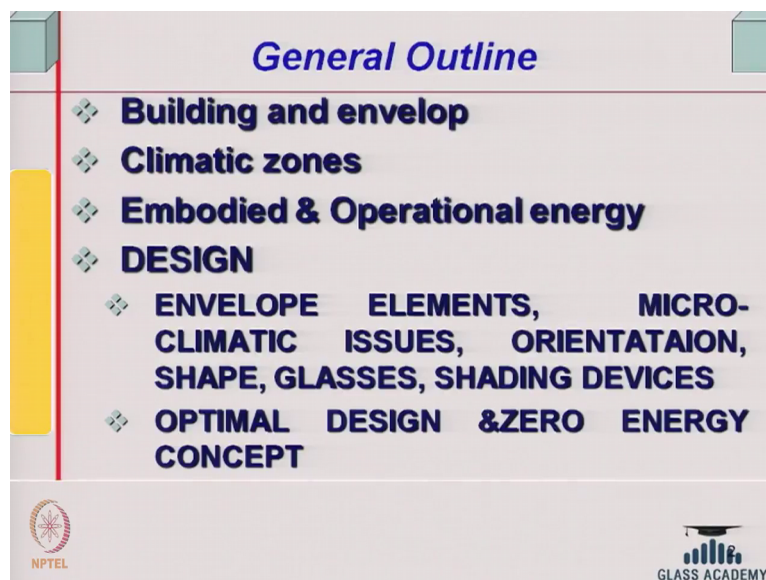 General Outline
Building and envelop
Climatic zones
Embodied & Operational energy
DESIGN
ENVELOPE ELEMENTS, MICRO-
CLIMATIC ISSUES, ORIENTATAION,
SHAPE, GLASSES, SHADING DEVICES
OPTIMAL DESIGN &ZERO ENERGY
CONCEPT
NPTEL
2
GLASS ACADEMY